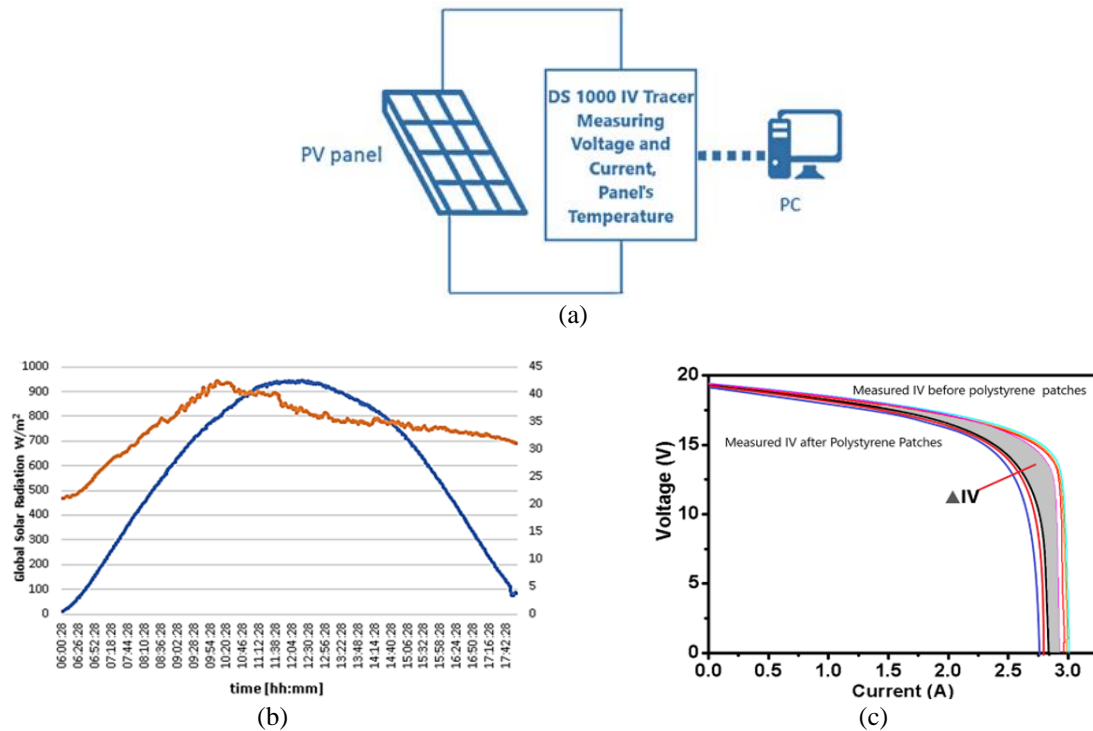 PV panel
DS 1000 IV Tracer
Measuring
Voltage and
Current,
Panel's
Temperature
PC
(a)
Global Solar Radiation W/m²
1000
900
800
700
600
500
400
300
200
100
0
45
40
35
30
25
20
15
10
5
0
06:00:28
06:26:28
06:52:28
07:18:28
07:44:28
08:10:28
08:36:28
09:02:28
09:28:28
09:54:28
10:20:28
10:46:28
11:12:28
11:38:28
12:04:28
12:30:28
12:56:28
13:22:28
13:48:28
14:14:28
14:40:28
15:06:28
15:32:28
15:58:28
16:24:28
16:50:28
17:16:28
17:42:28
time [hh:mm]
(b)
Voltage (V)
20
15
10
5
0
Measured IV before polystyrene patches
Measured IV after Polystyrene Patches
▲IV
0.0 0.5 1.0 1.5 2.0 2.5 3.0
Current (A)
(c)